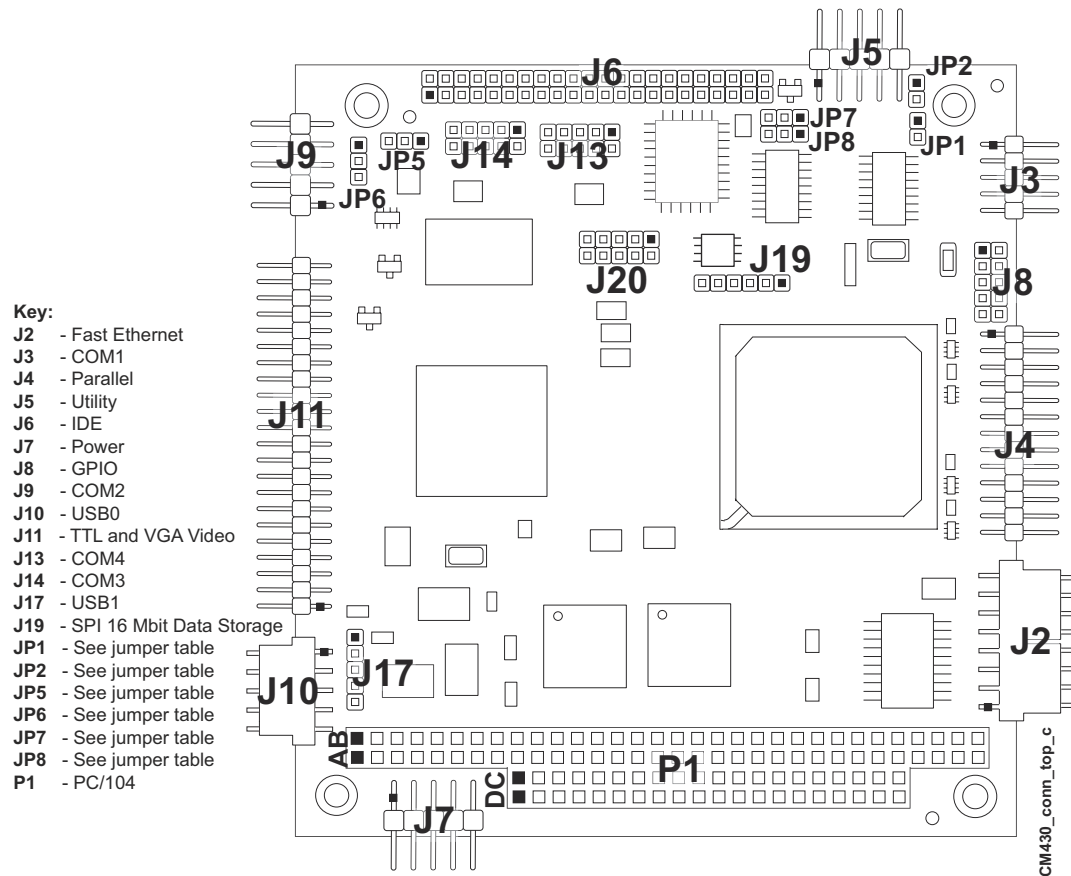 J5
JP2
J6
JP7
JP8
JP1
J9
JP5
J14
J13
JP6
J3
J20
J19
J8
Key:
J2 - Fast Ethernet
J3 - COM1
J4 - Parallel
J5 - Utility
J6 - IDE
J7 - Power
J8 - GPIO
J9 - COM2
J10 - USB0
J11 - TTL and VGA Video
J13 - COM4
J14 - COM3
J17 - USB1
J19 - SPI 16 Mbit Data Storage
JP1 - See jumper table
JP2 - See jumper table
JP5 - See jumper table
JP6 - See jumper table
JP7 - See jumper table
JP8 - See jumper table
P1 - PC/104
J11
J4
J2
J17
J10
AB
P1
DC
J7
CM430_conn_top_c